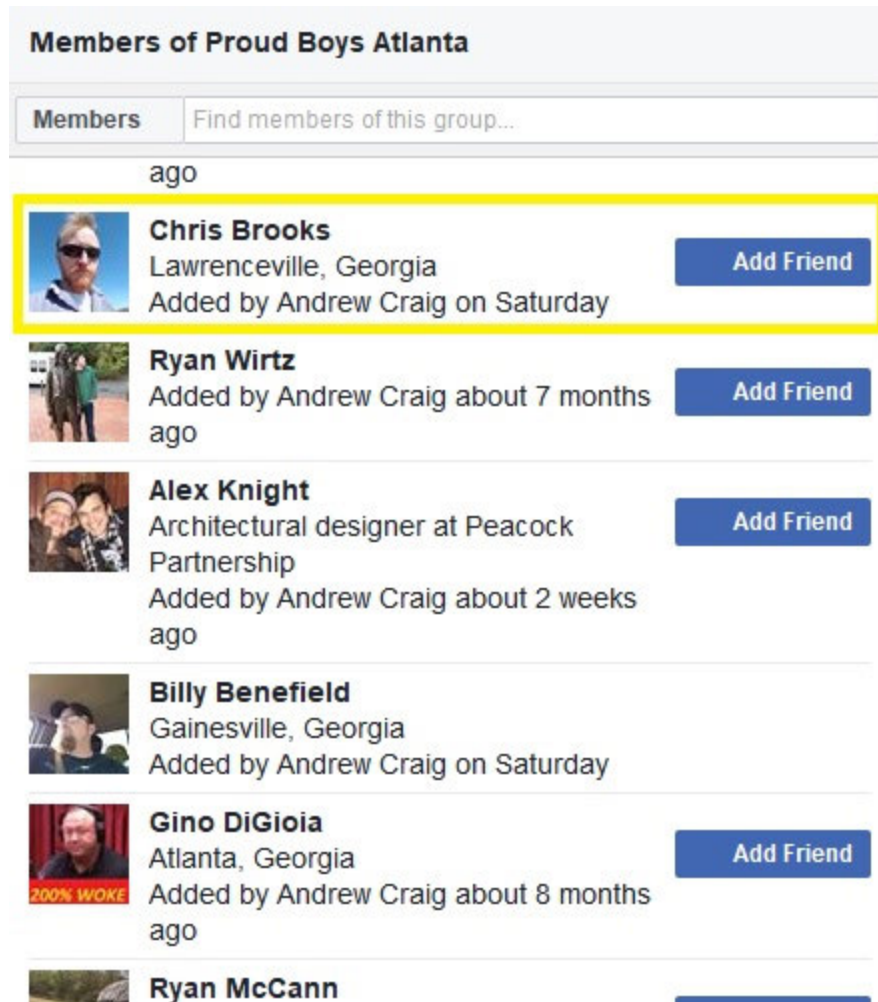 Members of Proud Boys Atlanta
Members
Find members of this group...
ago
Chris Brooks
Lawrenceville, Georgia
Added by Andrew Craig on Saturday
Add Friend
Ryan Wirtz
Added by Andrew Craig about 7 months
ago
Add Friend
Alex Knight
Architectural designer at Peacock
Partnership
Added by Andrew Craig about 2 weeks
ago
Add Friend
Billy Benefield
Gainesville, Georgia
Added by Andrew Craig on Saturday
Gino DiGioia
Atlanta, Georgia
Added by Andrew Craig about 8 months
ago
Add Friend
200% WOKE
Ryan McCann